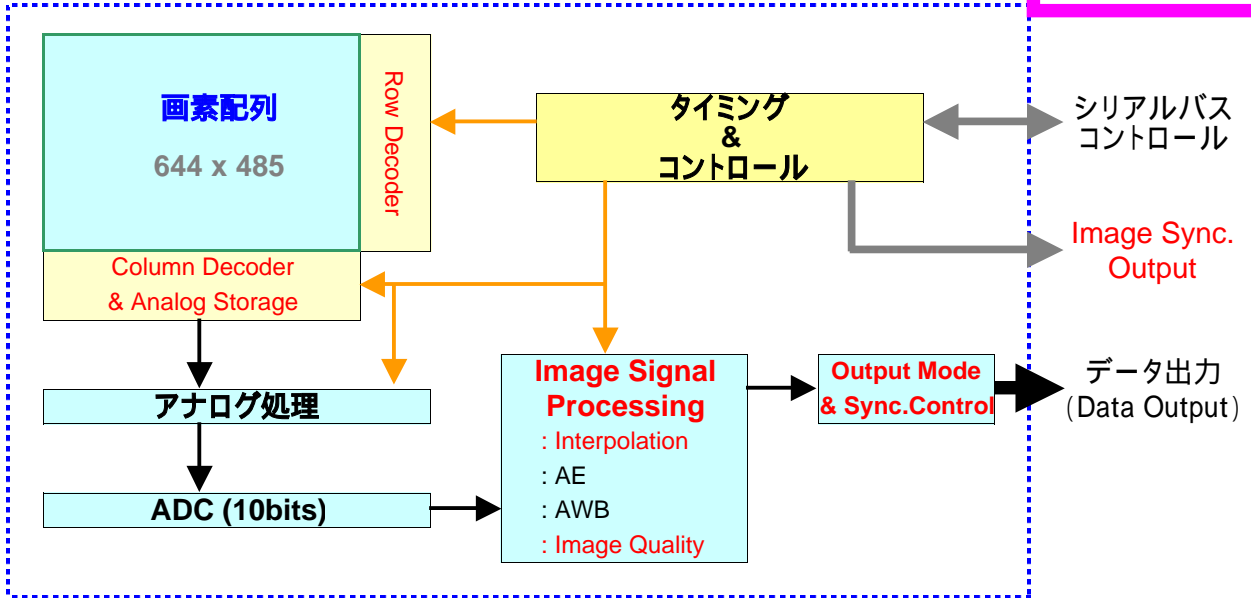 画素配列
644 x 485
Row Decoder
タイミング
&
コントロール
シリアルバス
コントロール
Image Sync.
Output
Column Decoder
& Analog Storage
アナログ処理
ADC (10bits)
Image Signal
Processing
: Interpolation
: AE
: AWB
: Image Quality
Output Mode
& Sync.Control
データ出力
(Data Output)